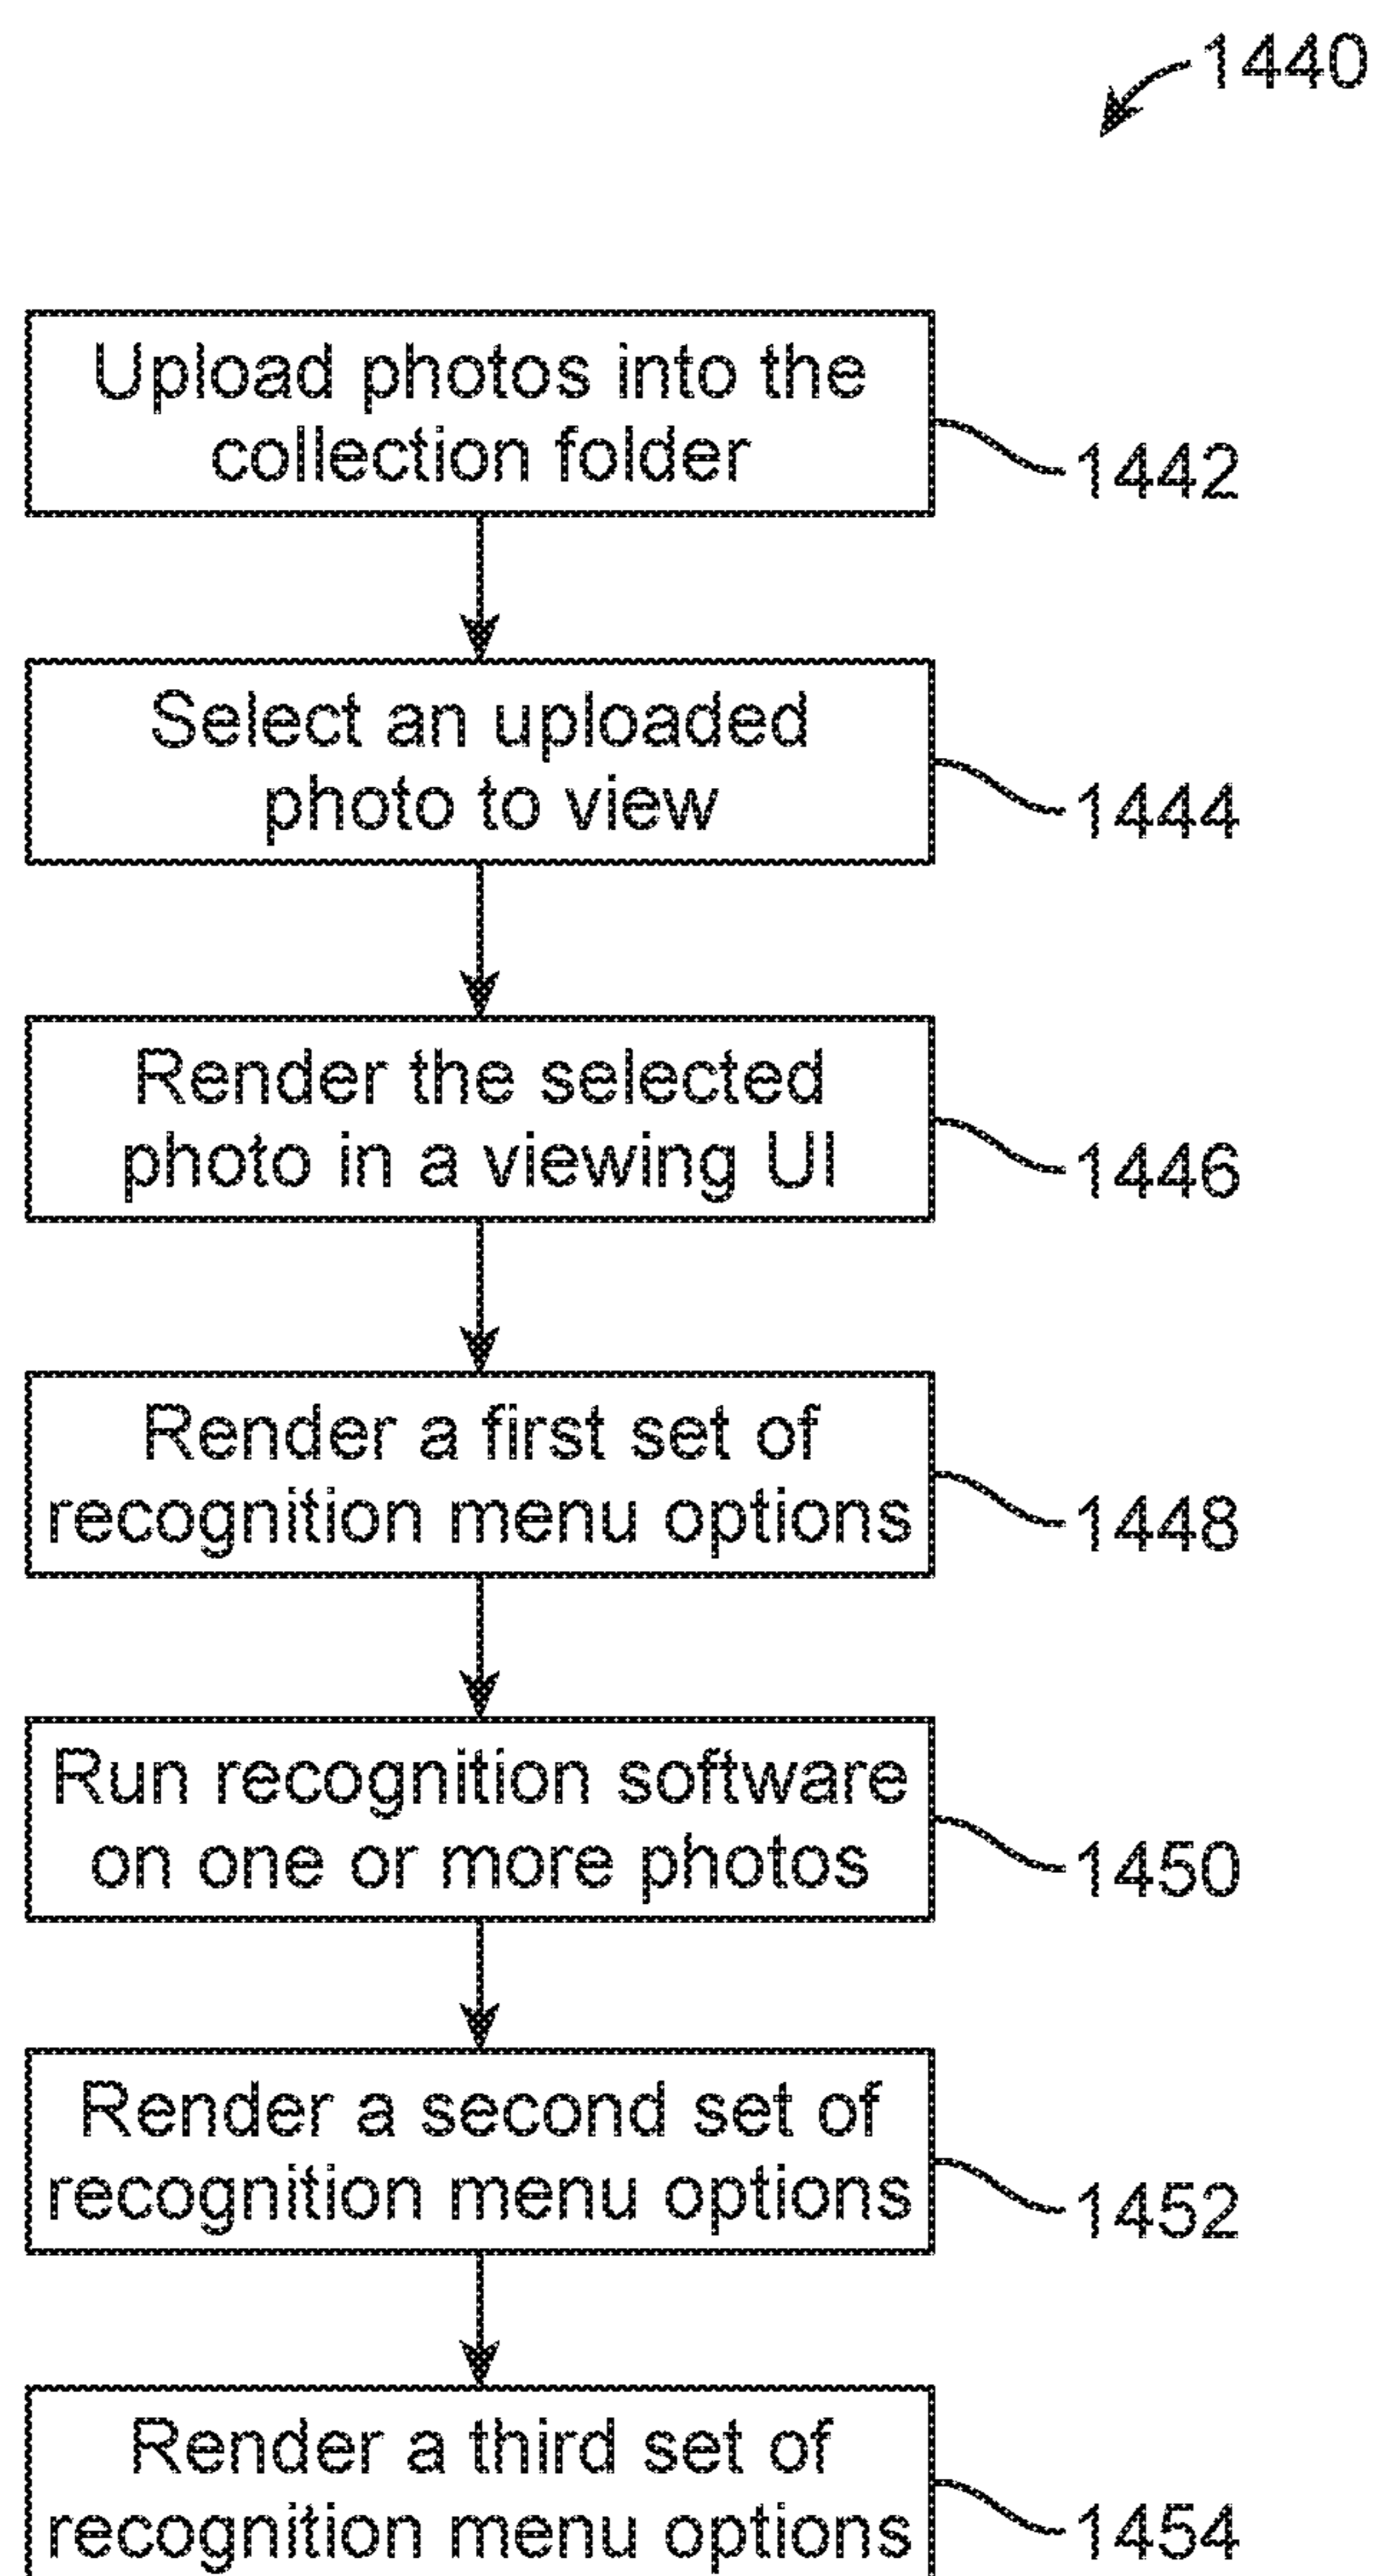 1440
Upload photos into the
collection folder
1442
Select an uploaded
photo to view
1444
Render the selected
photo in a viewing UI
1446
Render a first set of
recognition menu options
1448
Run recognition software
on one or more photos
1450
Render a second set of
recognition menu options
1452
Render a third set of
recognition menu options
1454